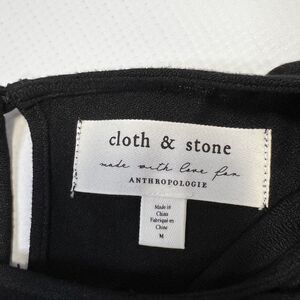 cloth & stone
made with love for
ANTHROPOLOGIE
Made in
China
Fabriqué en
Chine
M